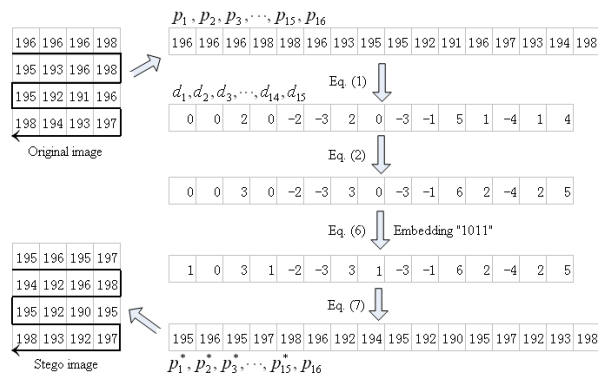 p₁, p₂, p₃, ⋯, p₁₅, p₁₆
196 196 196 198 198 196 193 195 195 192 191 196 197 193 194 198
196 196 196 198
195 193 196 198
195 192 191 196
198 194 193 197
Original image
Eq. (1)
d₁, d₂, d₃, ⋯, d₁₄, d₁₅
0 0 2 0 -2 -3 2 0 -3 -1 5 1 -4 1 4
Eq. (2)
0 0 3 0 -2 -3 3 0 -3 -1 6 2 -4 2 5
Eq. (6) Embedding "1011"
1 0 3 1 -2 -3 3 1 -3 -1 6 2 -4 2 5
Eq. (7)
195 196 195 197 198 196 192 194 195 192 190 195 197 192 193 198
p₁*, p₂*, p₃*, ⋯, p₁₅*, p₁₆
195 196 195 197
194 192 196 198
195 192 190 195
198 193 192 197
Stego image